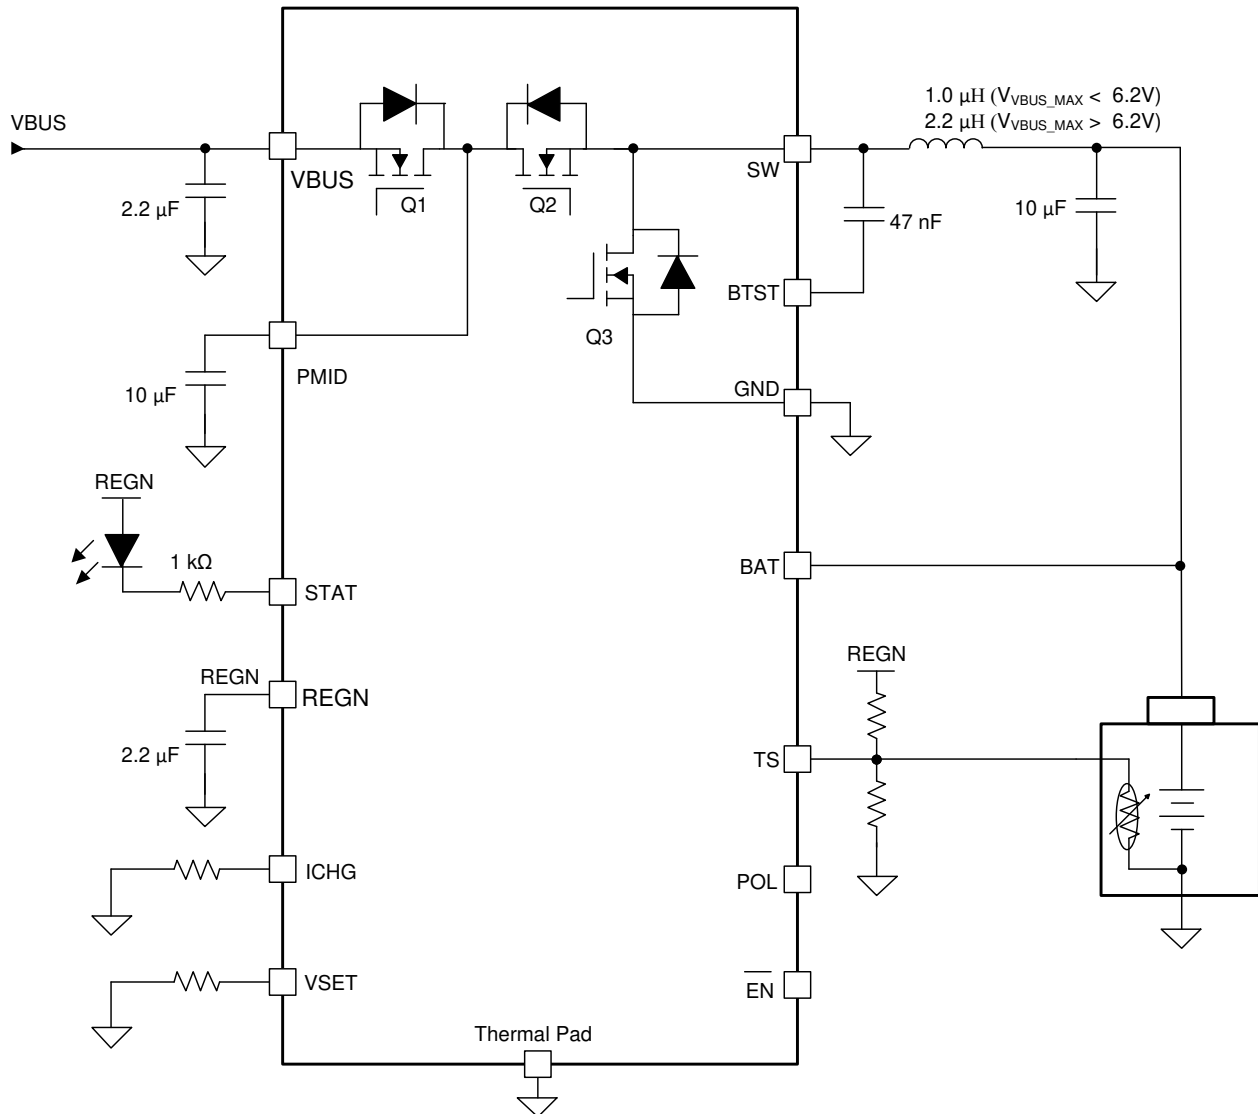 1.0 µH (VVBUS_MAX < 6.2V)
2.2 µH (VVBUS_MAX > 6.2V)
VBUS
VBUS
SW
Q1
Q2
2.2 µF
47 nF
10 µF
BTST
Q3
PMID
10 µF
GND
REGN
1 kΩ
STAT
BAT
REGN
REGN
REGN
2.2 µF
TS
ICHG
POL
VSET
EN
Thermal Pad